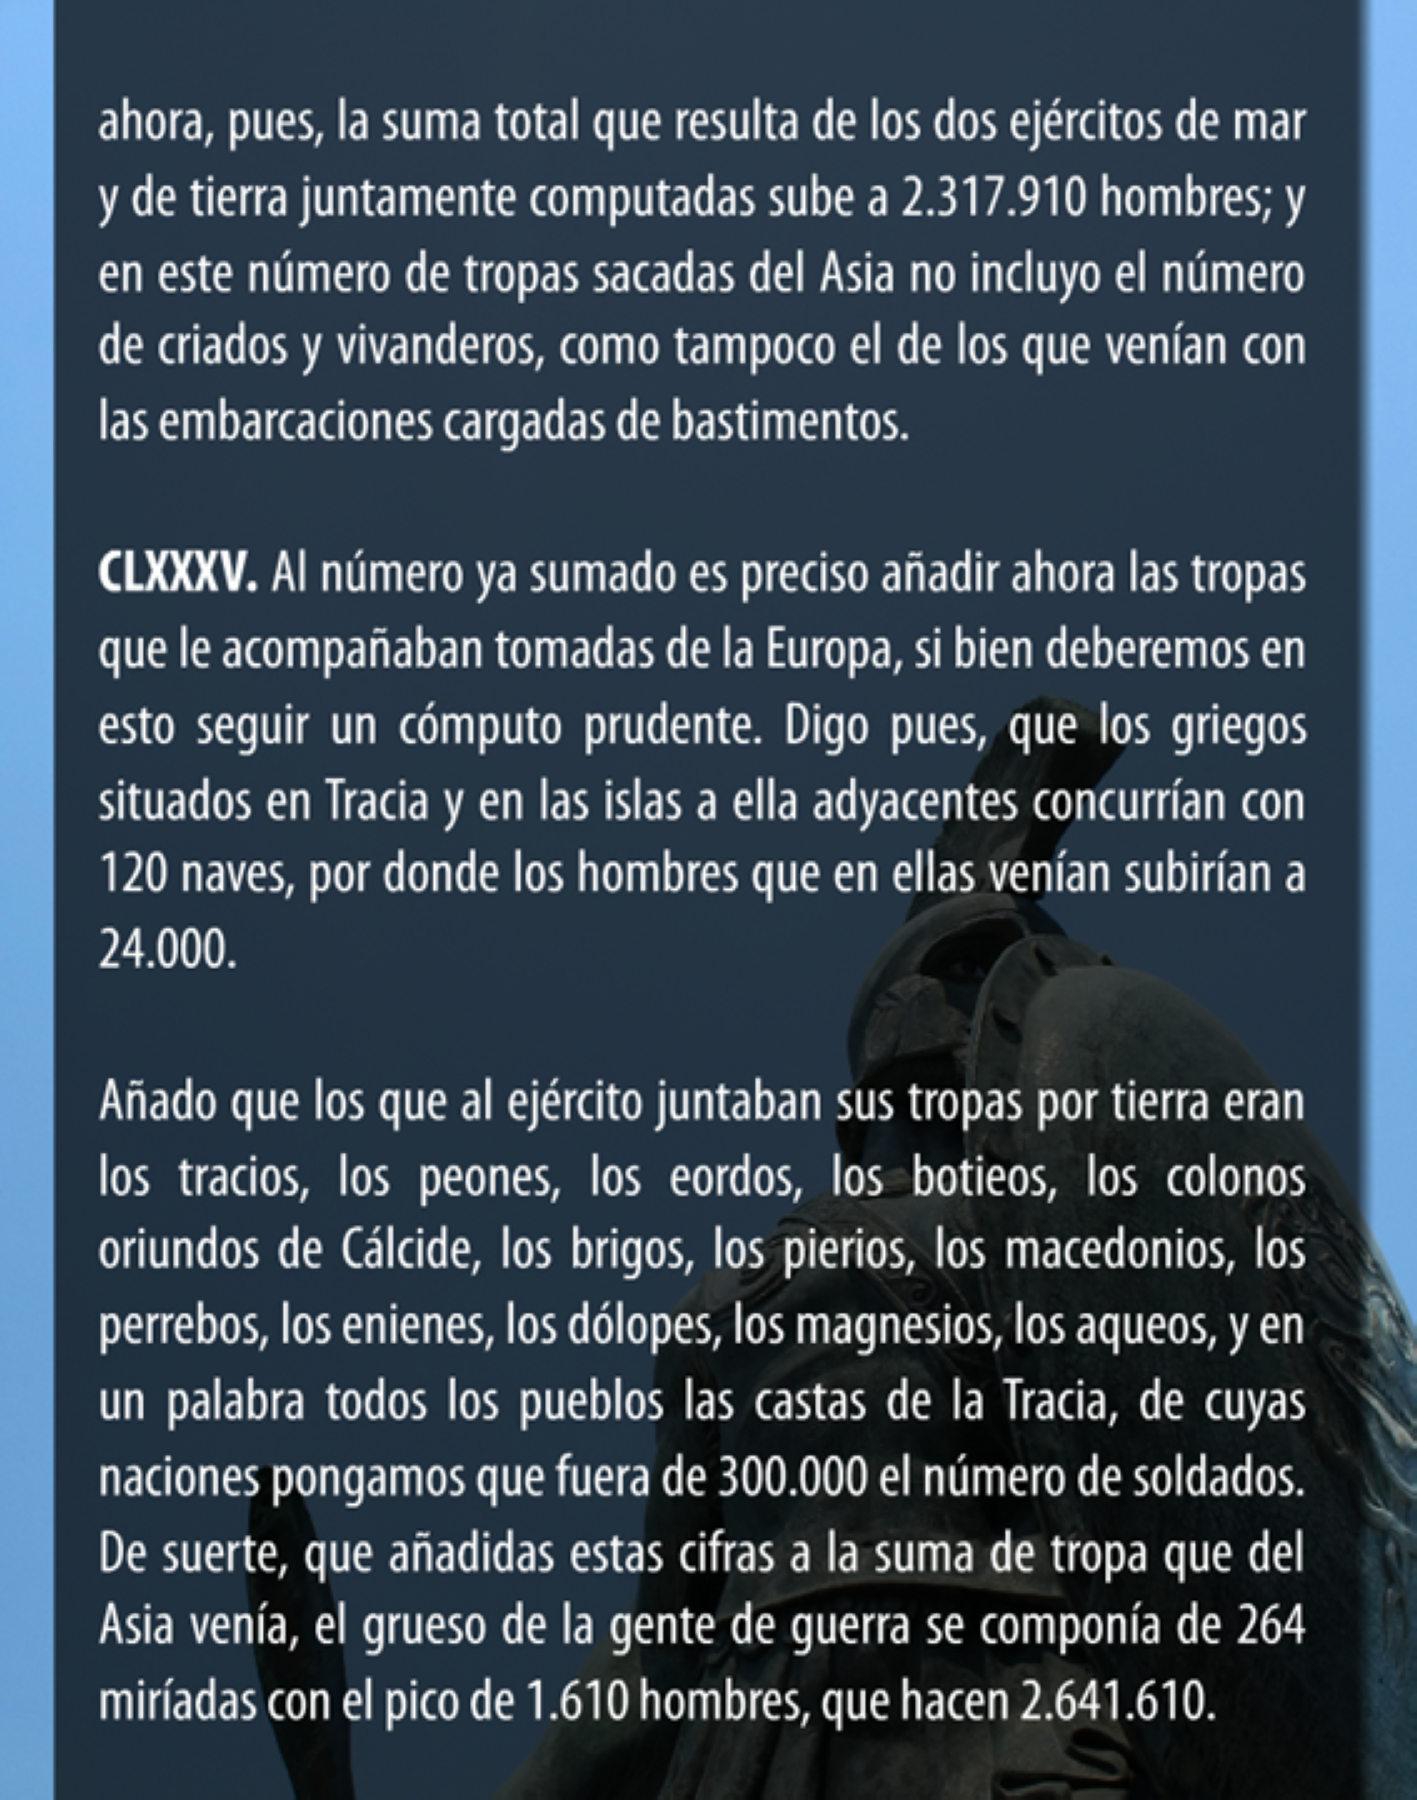 ahora, pues, la suma total que resulta de los dos ejércitos de mar
y de tierra juntamente computadas sube a 2.317.910 hombres; y
en este número de tropas sacadas del Asia no incluyo el número
de criados y vivanderos, como tampoco el de los que venían con
las embarcaciones cargadas de bastimentos.
CLXXXV. Al número ya sumado es preciso añadir ahora las tropas
que le acompañaban tomadas de la Europa, si bien deberemos en
esto seguir un cómputo prudente. Digo pues, que los griegos
situados en Tracia y en las islas a ella adyacentes concurrían con
120 naves, por donde los hombres que en ellas venían subirían a
24.000.
Añado que los que al ejército juntaban sus tropas por tierra eran
los tracios, los peones, los eordos, los botieos, los colonos
oriundos de Cálcide, los brigos, los pierios, los macedonios, los
perrebos, los enienes, los dólopes, los magnesios, los aqueos, y en
un palabra todos los pueblos las castas de la Tracia, de cuyas
naciones pongamos que fuera de 300.000 el número de soldados.
De suerte, que añadidas estas cifras a la suma de tropa que del
Asia venía, el grueso de la gente de guerra se componía de 264
miríadas con el pico de 1.610 hombres, que hacen 2.641.610.